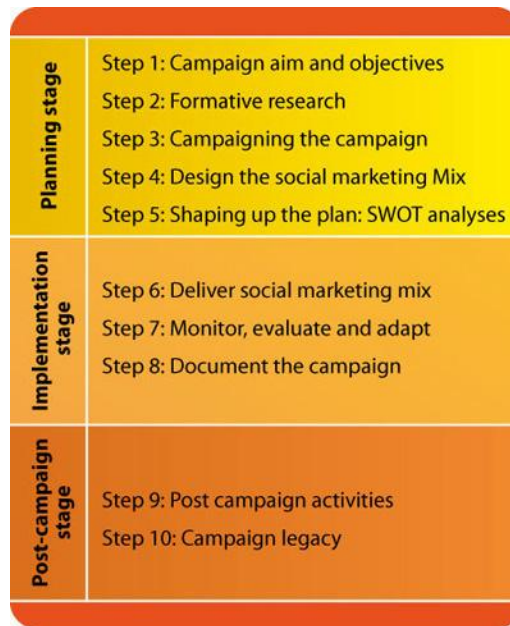 Planning stage
Step 1: Campaign aim and objectives
Step 2: Formative research
Step 3: Campaigning the campaign
Step 4: Design the social marketing Mix
Step 5: Shaping up the plan: SWOT analyses
Implementation
stage
Step 6: Deliver social marketing mix
Step 7: Monitor, evaluate and adapt
Step 8: Document the campaign
Post-campaign
stage
Step 9: Post campaign activities
Step 10: Campaign legacy